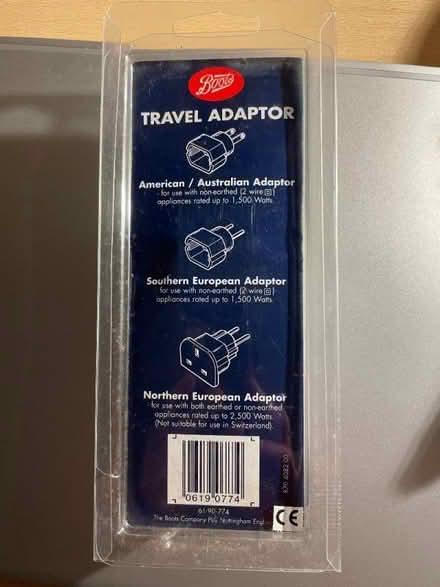 Boots
TRAVEL ADAPTOR
American / Australian Adaptor
for use with non-earthed (2 wire)
appliances rated up to 1,500 Watts
Southern European Adaptor
for use with non-earthed (2 wire)
appliances rated up to 1,500 Watts
Northern European Adaptor
for use with both earthed or non-earthed
appliances rated up to 2,500 Watts
(Not suitable for use in Switzerland).
0619 0774
61-90-774
The Boots Company Plc Nottingham Engl
CE